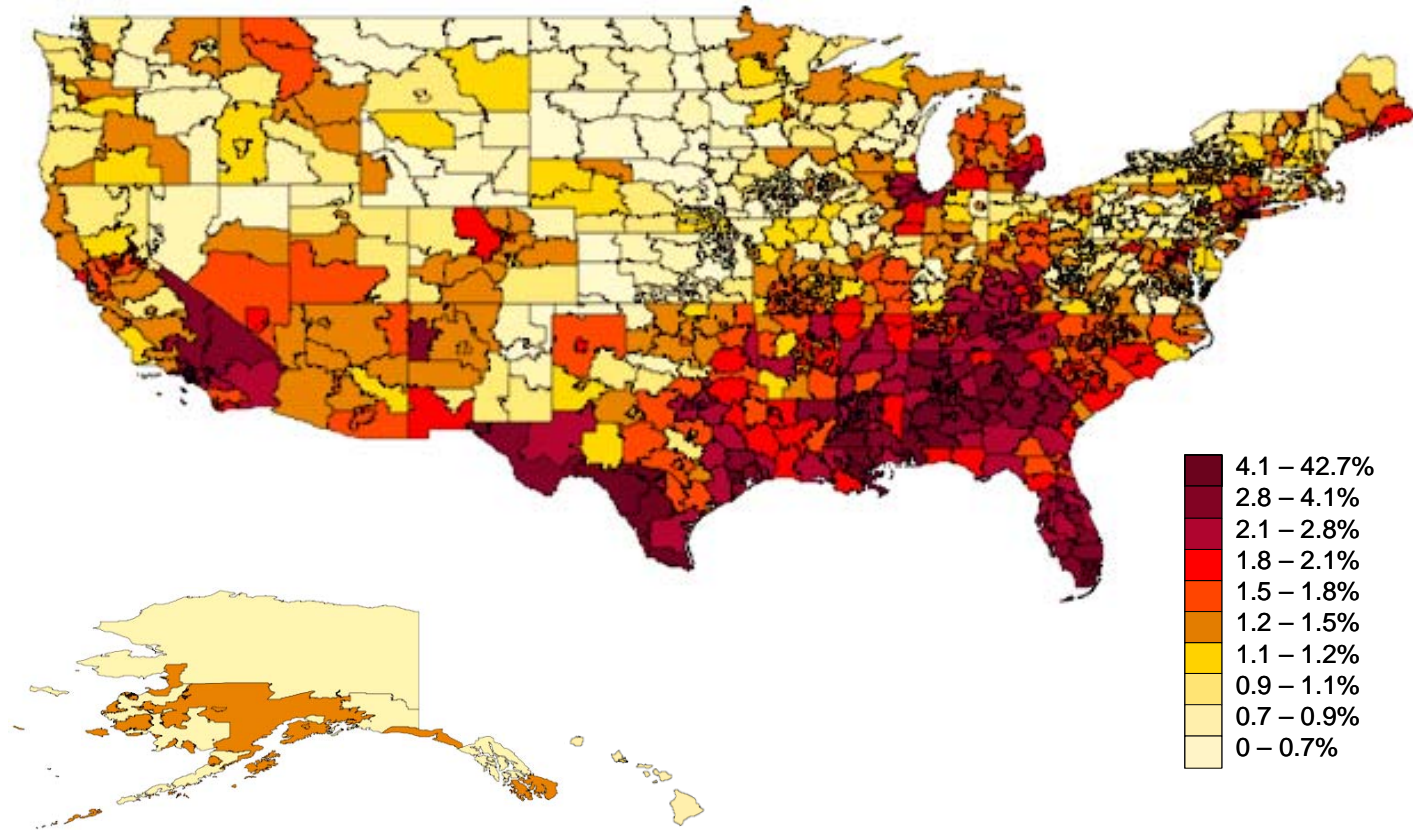 4.1 – 42.7%
2.8 – 4.1%
2.1 – 2.8%
1.8 – 2.1%
1.5 – 1.8%
1.2 – 1.5%
1.1 – 1.2%
0.9 – 1.1%
0.7 – 0.9%
0 – 0.7%